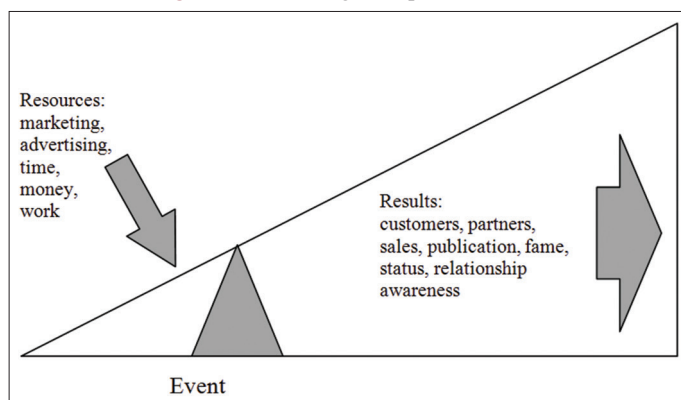 Resources:
marketing,
advertising,
time,
money,
work
Results:
customers, partners,
sales, publication, fame,
status, relationship
awareness
Event